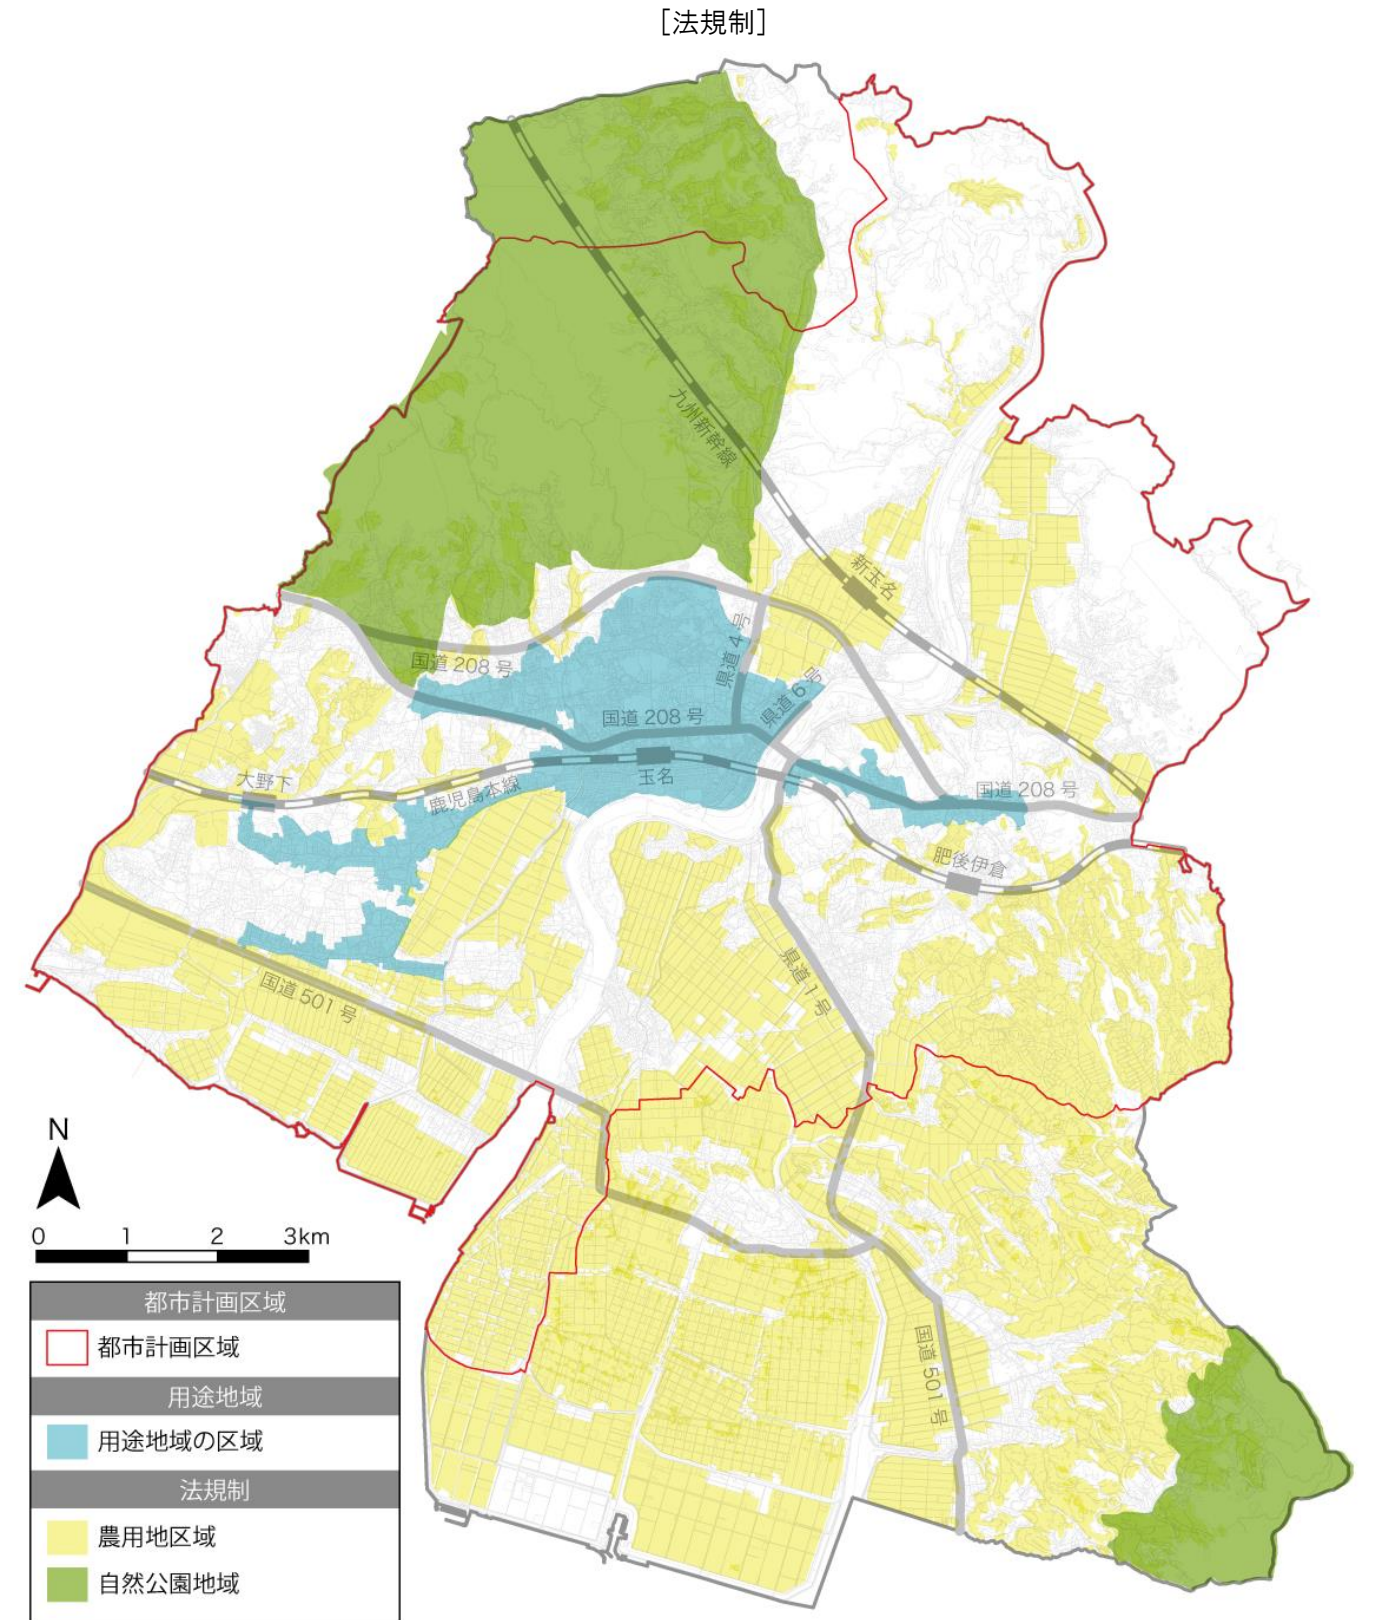 ［法規制］
九州新幹線
新玉名
県道４号
国道 208 号
県道６号
国道 208 号
大野下
玉名
鹿児島本線
国道 208 号
肥後伊倉
県道１号
国道 501 号
国道 501 号
N
0 1 2 3km
都市計画区域
都市計画区域
用途地域
用途地域の区域
法規制
農用地区域
自然公園地域